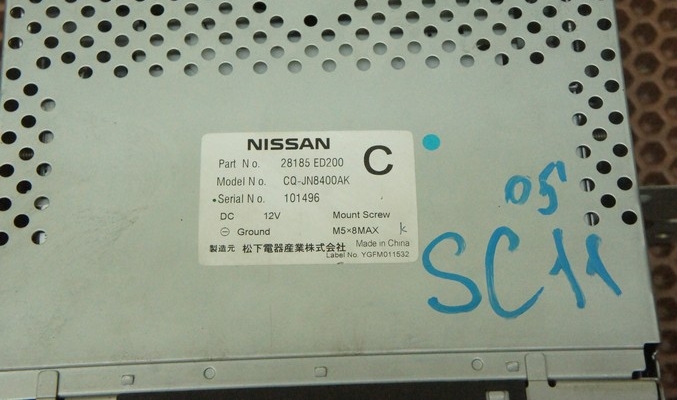 NISSAN
Part No. 28185 ED200 C
Model No. CQ-JN8400AK
Serial No. 101496
DC 12V Mount Screw
⊖ Ground M5×8MAX k
製造元 松下電器産業株式会社 Made in China
Label No. YGFM011532
05
SC11